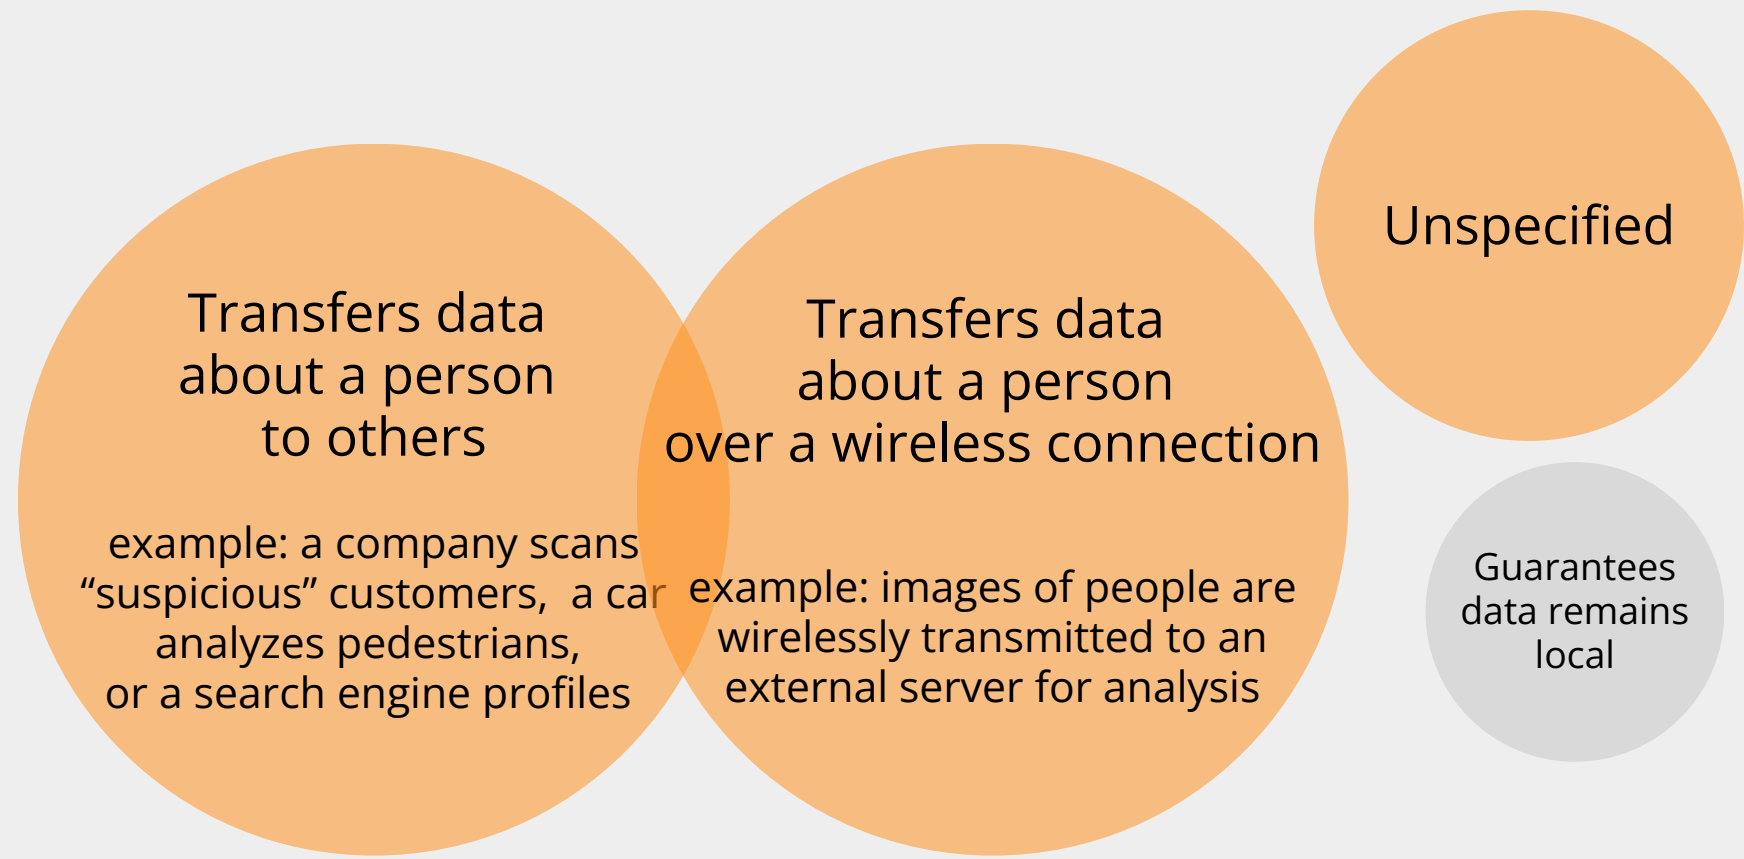 Transfers data
about a person
to others
example: a company scans
“suspicious” customers,  a car
analyzes pedestrians,
or a search engine profiles
Transfers data
about a person
over a wireless connection
example: images of people are
wirelessly transmitted to an
external server for analysis
Unspecified
Guarantees
data remains
local